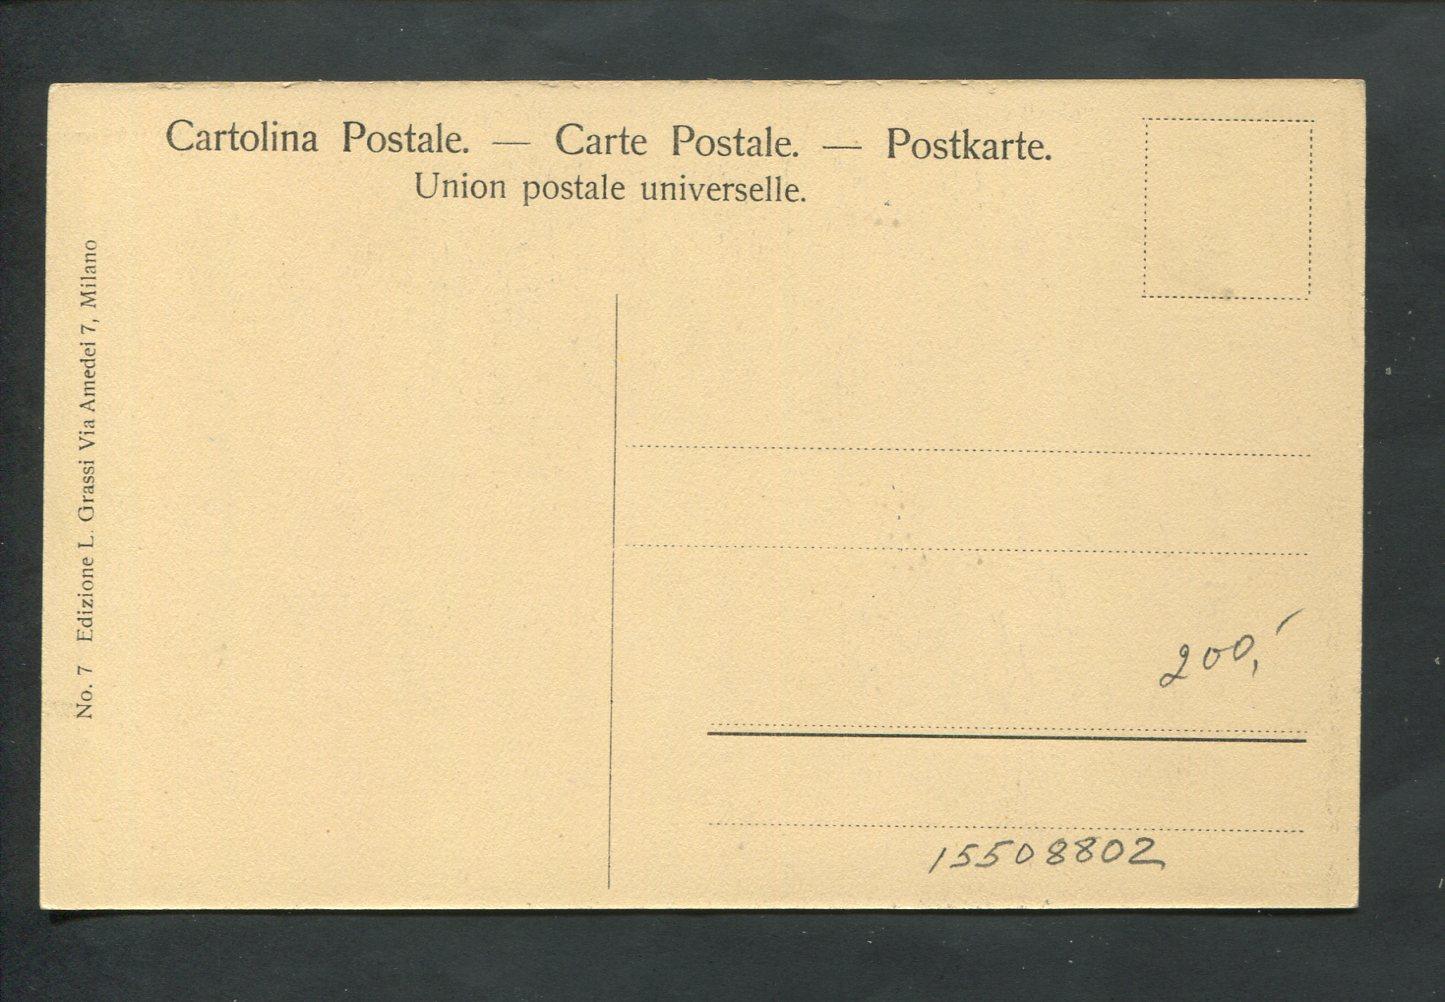 Cartolina Postale. — Carte Postale. — Postkarte.
Union postale universelle.
No. 7 Edizione L. Grassi Via Amedei 7, Milano
200,-
15508802